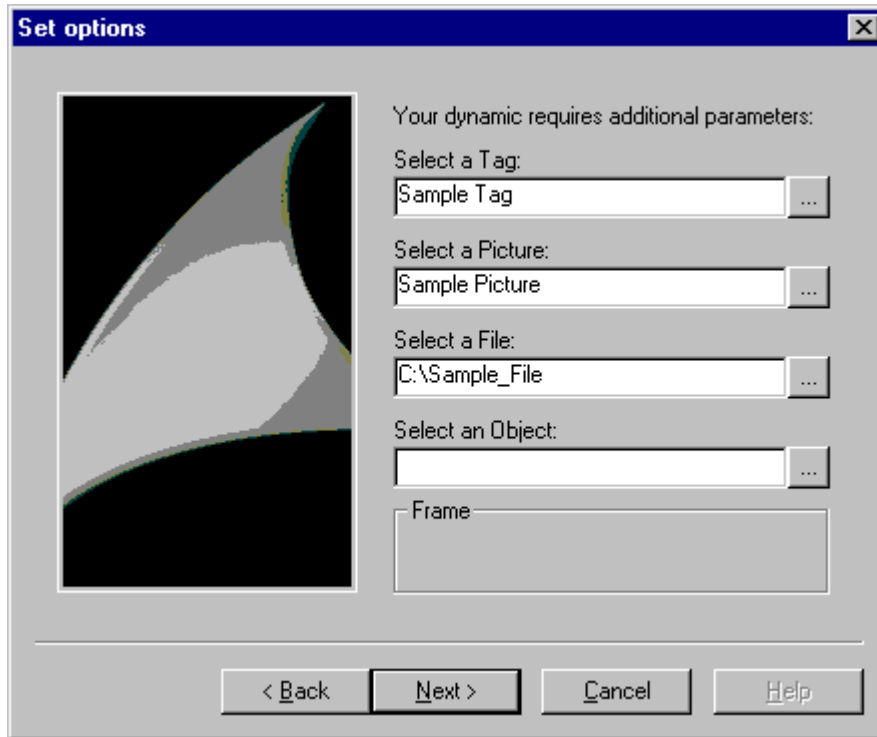 Set options
Your dynamic requires additional parameters:
Select a Tag:
Sample Tag
...
Select a Picture:
Sample Picture
...
Select a File:
C:\Sample_File
...
Select an Object:
...
Frame
< Back Next > Cancel Help